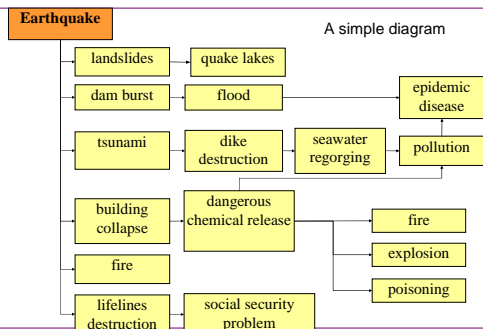 Earthquake
A simple diagram
landslides
quake lakes
dam burst
flood
epidemic
disease
tsunami
dike
destruction
seawater
regorging
pollution
building
collapse
dangerous
chemical release
fire
explosion
poisoning
fire
lifelines
destruction
social security
problem